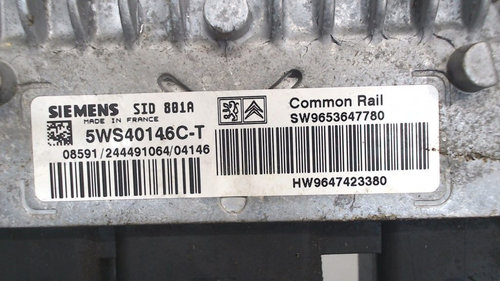 SIEMENS SID 801A
MADE IN FRANCE
5WS40146C-T
08591/244491064/04146
Common Rail
SW9653647780
HW9647423380